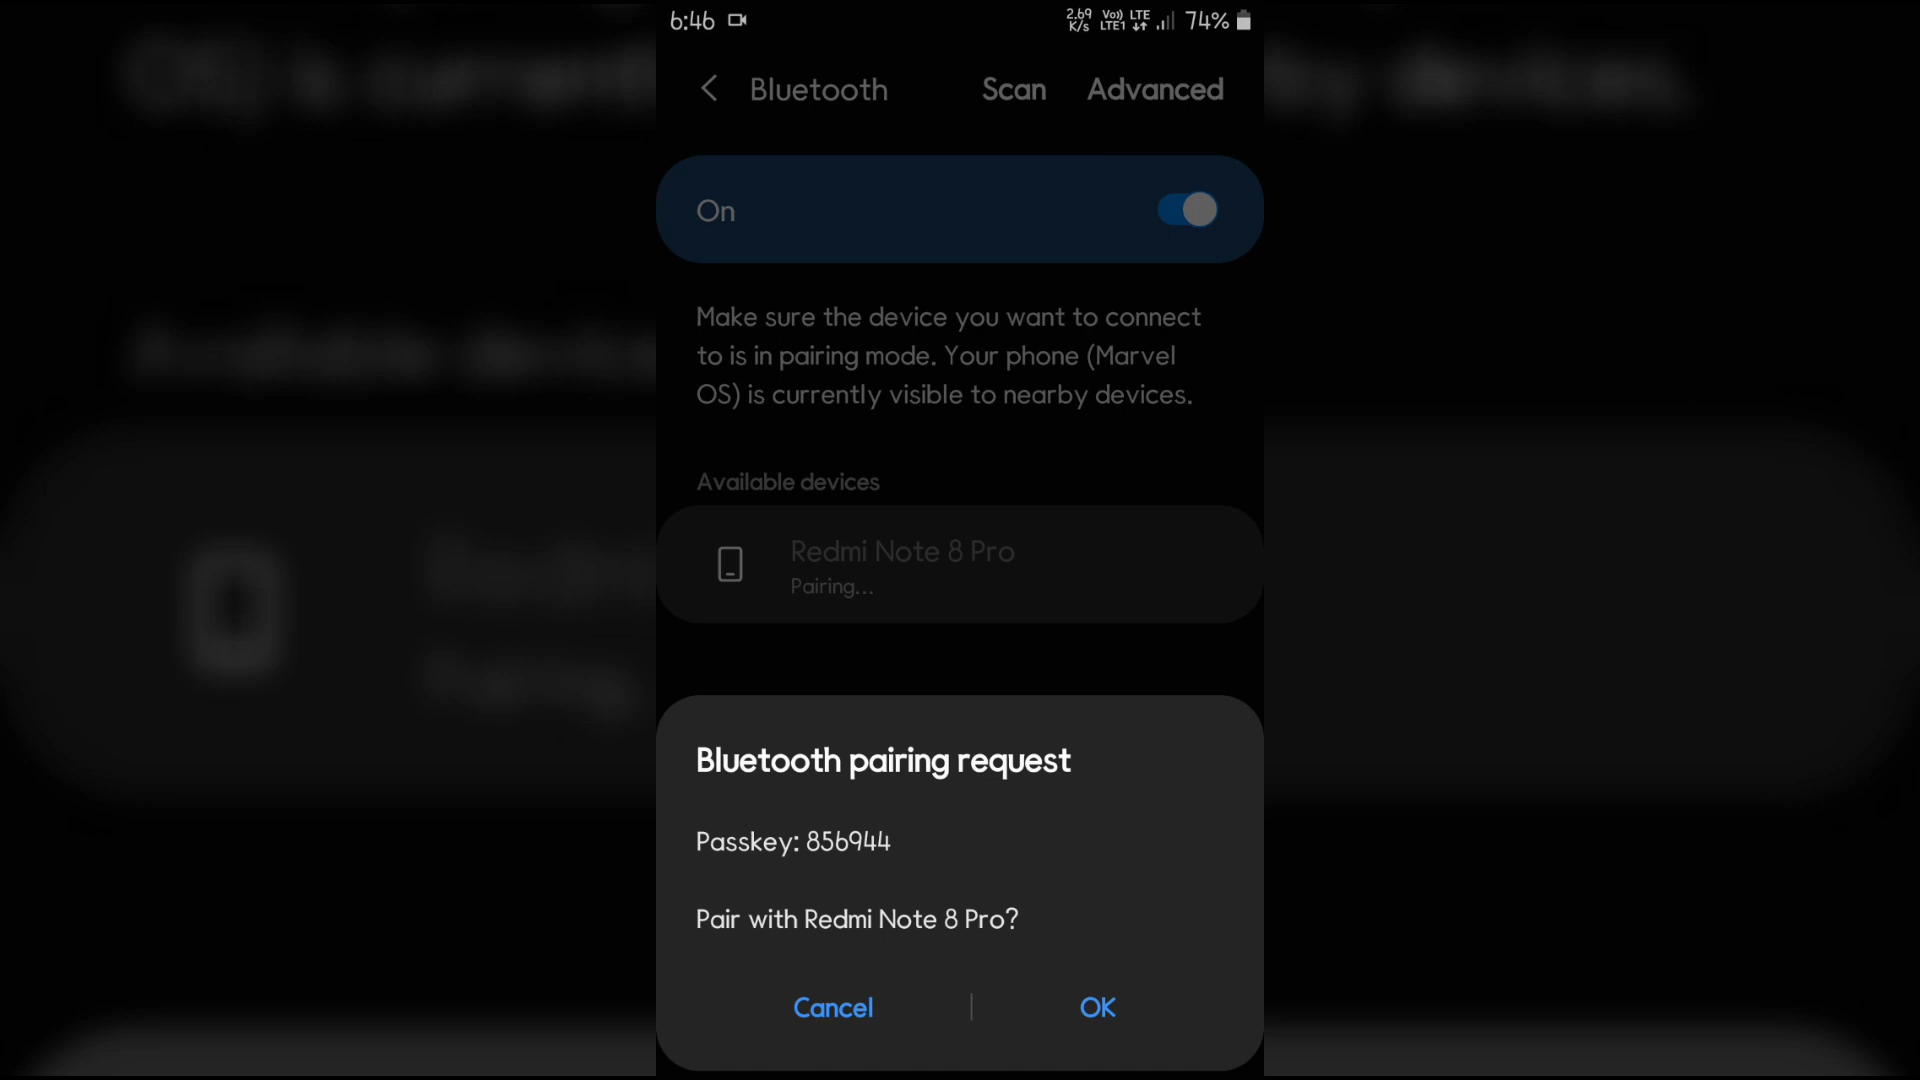 6:46 2.69 K/s Vo)) LTE LTE1 74%
Bluetooth Scan Advanced
On
Make sure the device you want to connect
to is in pairing mode. Your phone (Marvel
OS) is currently visible to nearby devices.
Available devices
Redmi Note 8 Pro
Pairing...
Bluetooth pairing request
Passkey: 856944
Pair with Redmi Note 8 Pro?
Cancel OK